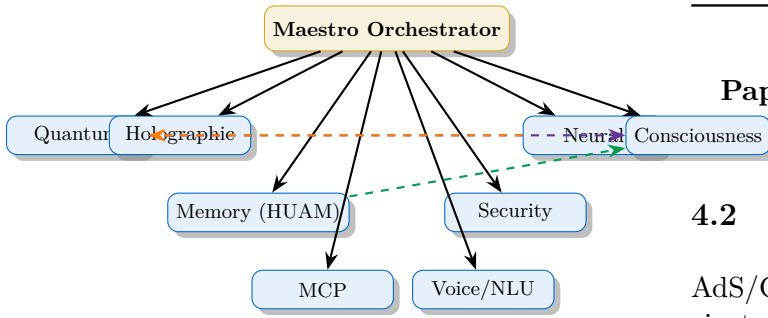 Maestro Orchestrator
Quantum
Holographic
Neural
Consciousness
Memory (HUAM)
Security
MCP
Voice/NLU
Pap
4.2
AdS/C